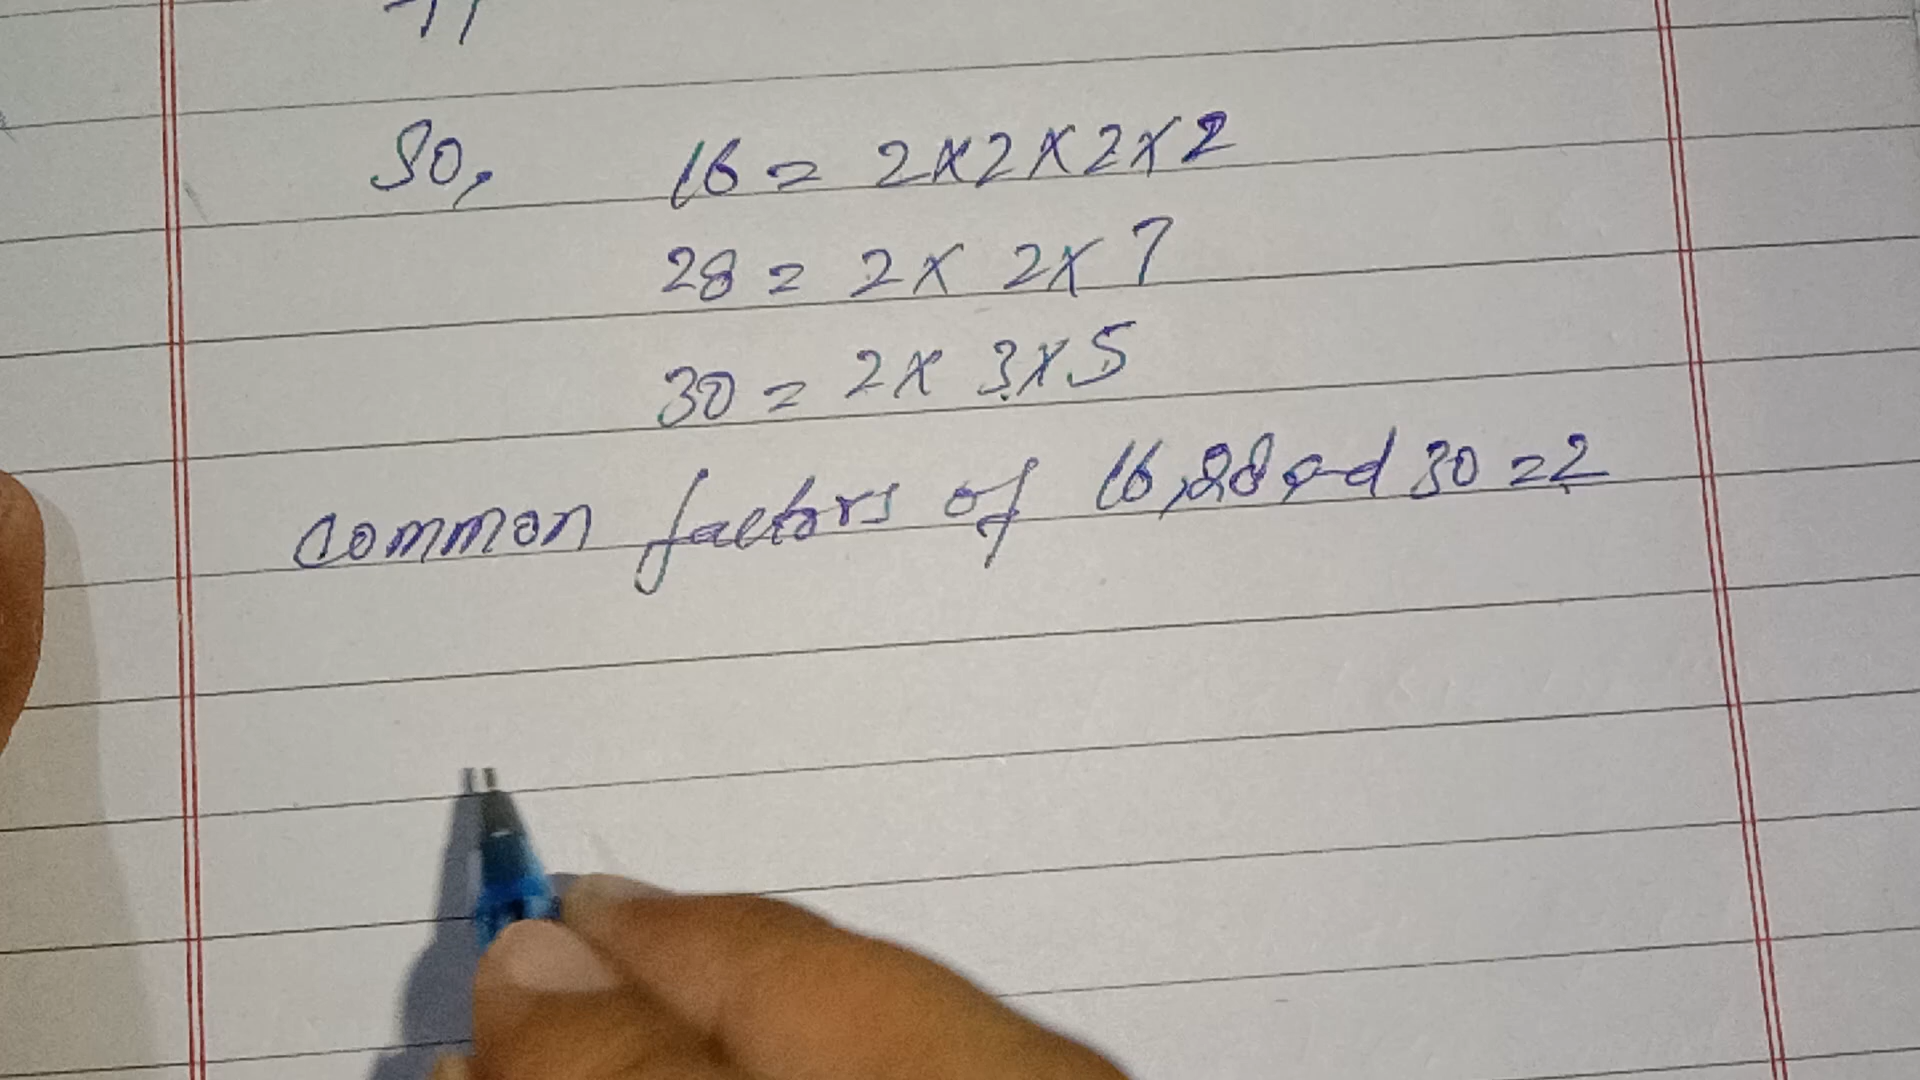 So, 16 = 2×2×2×2
28 = 2× 2×7
30 = 2× 3×5
common factors of 16,28 and 30 = 2